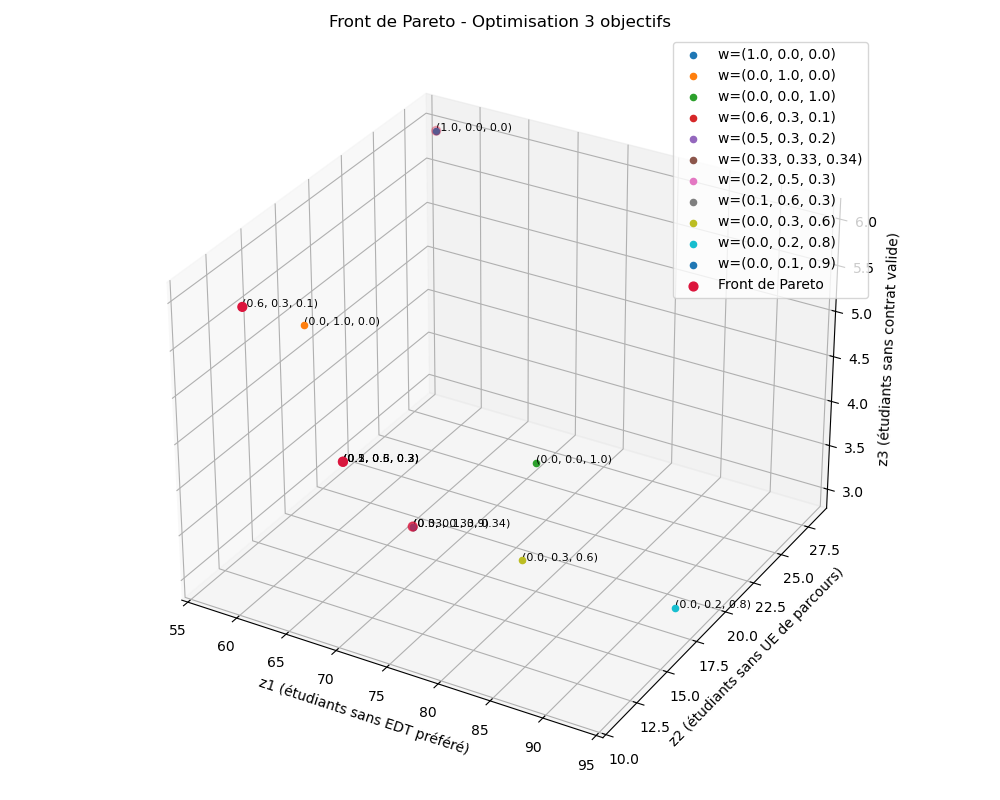 Front de Pareto - Optimisation 3 objectifs
w=(1.0, 0.0, 0.0)
w=(0.0, 1.0, 0.0)
w=(0.0, 0.0, 1.0)
w=(0.6, 0.3, 0.1)
w=(0.5, 0.3, 0.2)
w=(0.33, 0.33, 0.34)
w=(0.2, 0.5, 0.3)
w=(0.1, 0.6, 0.3)
w=(0.0, 0.3, 0.6)
w=(0.0, 0.2, 0.8)
w=(0.0, 0.1, 0.9)
Front de Pareto
(1.0, 0.0, 0.0)
(0.6, 0.3, 0.1)
(0.0, 1.0, 0.0)
(0.0, 0.0, 1.0)
(0.0, 0.3, 0.6)
(0.0, 0.2, 0.8)
6.0
5.5
5.0
4.5
4.0
3.5
3.0
z3 (étudiants sans contrat valide)
27.5
25.0
22.5
20.0
17.5
15.0
12.5
10.0
z2 (étudiants sans UE de parcours)
55
60
65
70
75
80
85
90
95
z1 (étudiants sans EDT préféré)